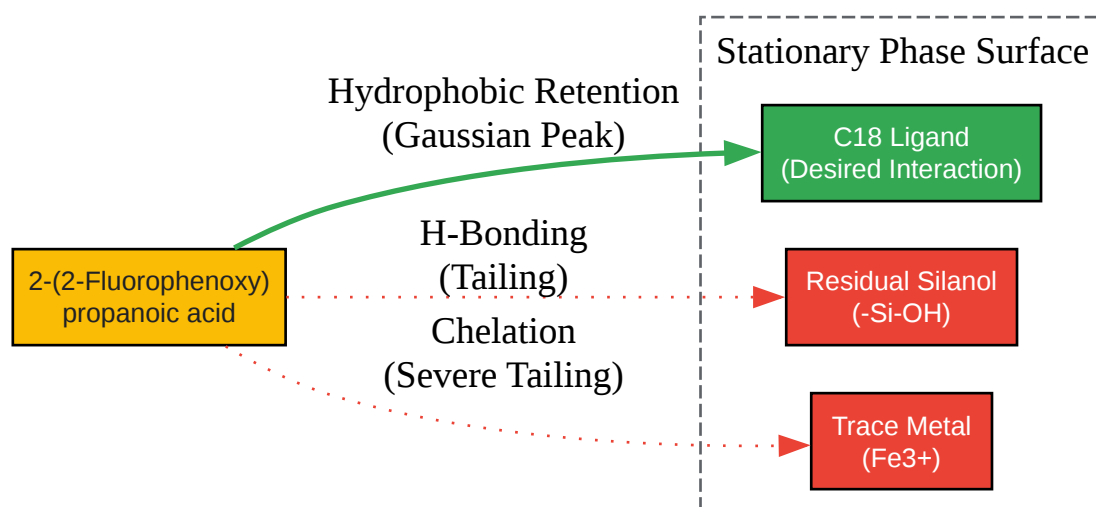 Stationary Phase Surface
Hydrophobic Retention
(Gaussian Peak)
C18 Ligand
(Desired Interaction)
H-Bonding
(Tailing)
2-(2-Fluorophenoxy)
propanoic acid
Residual Silanol
(-Si-OH)
Chelation
(Severe Tailing)
Trace Metal
(Fe3+)